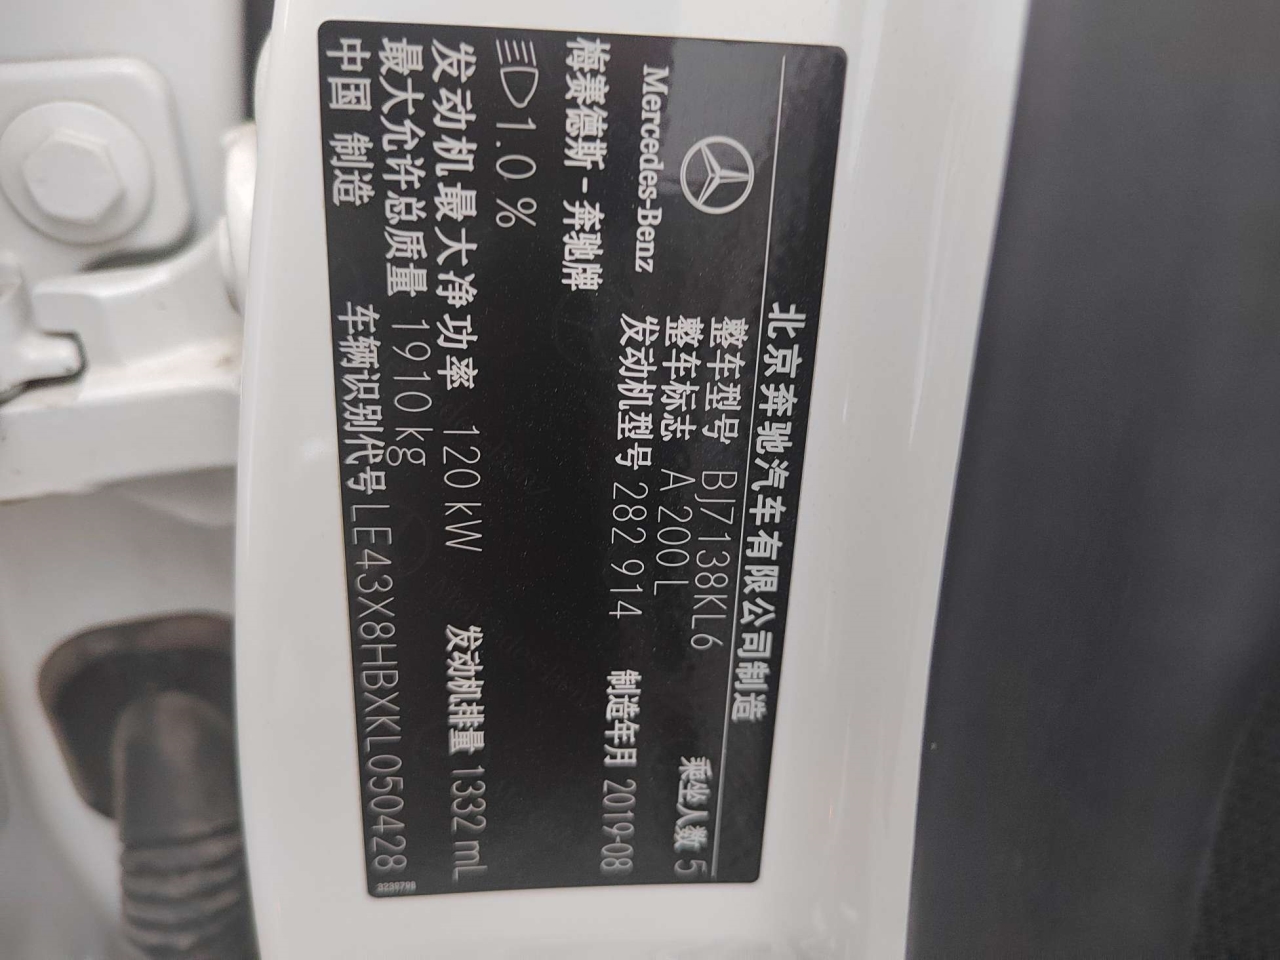 北京奔驰汽车有限公司制造
Mercedes-Benz
梅赛德斯-奔驰牌
整车型号 BJ7138KL6
乘坐人数 5
整车标志 A 200 L
发动机型号 282 914
制造年月 2019-08
1.0 %
发动机最大净功率 120 kW
发动机排量 1332 mL
最大允许总质量 1910 kg
中国 制造
车辆识别代号 LE43X8HBXKL050428